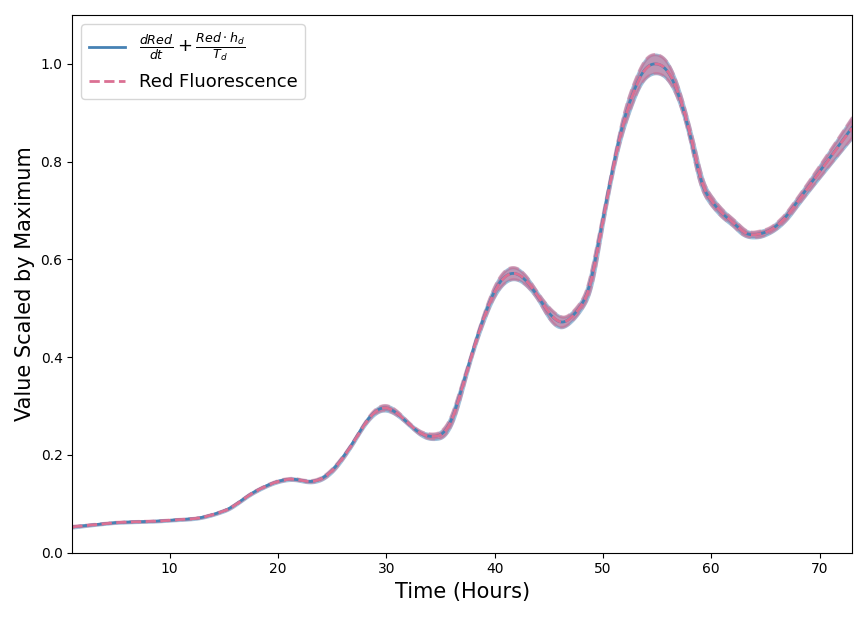 dRed/dt + Red · h_d/T_d
Red Fluorescence
1.0
0.8
0.6
0.4
0.2
0.0
Value Scaled by Maximum
10 20 30 40 50 60 70
Time (Hours)